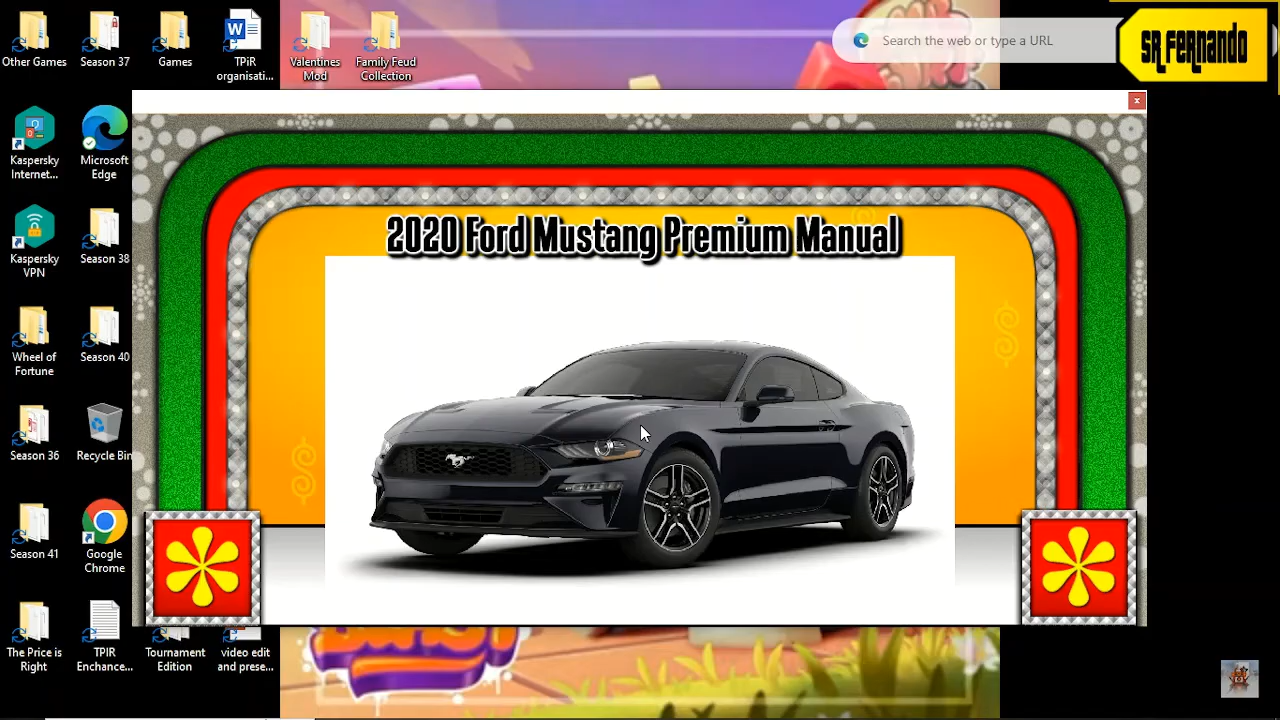 Other Games
Season 37
Games
TPiR
organisati...
Valentines
Mod
Family Feud
Collection
Search the web or type a URL
SR FERNANDO
Kaspersky
Internet...
Microsoft
Edge
Kaspersky
VPN
Season 38
Wheel of
Fortune
Season 40
Season 36
Recycle Bin
Season 41
Google
Chrome
The Price is
Right
TPIR
Enchance...
Tournament
Edition
video edit
and prese...
2020 Ford Mustang Premium Manual